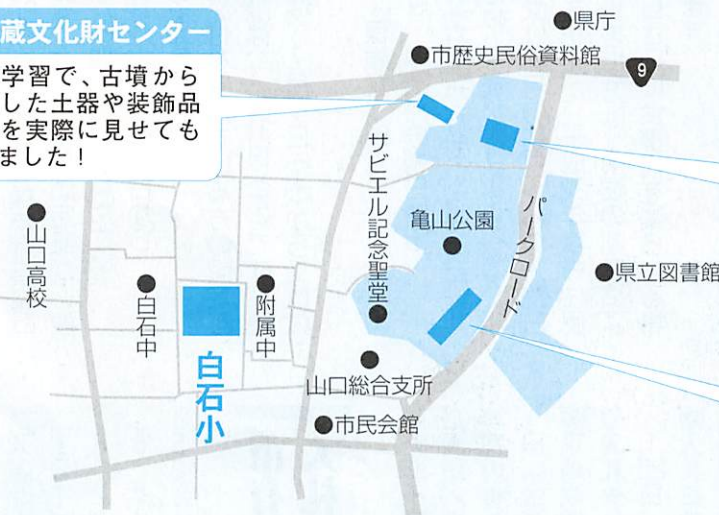 蔵文化財センター
学習で、古墳から
した土器や装飾品
を実際に見せても
ました！
県庁
市歴史民俗資料館
9
サビエル記念聖堂
亀山公園
パークロード
県立図書館
山口高校
白石中
附属中
白石小
山口総合支所
市民会館